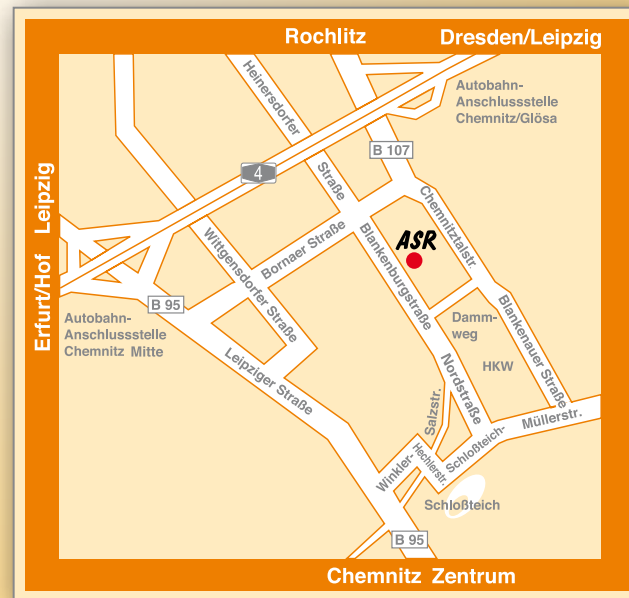 Rochlitz
Dresden/Leipzig
Erfurt/Hof Leipzig
Heinersdorfer
Straße
Autobahn-
Anschlussstelle
Chemnitz/Glösa
B 107
4
Chemnitztalstr.
Wittgensdorfer Straße
Bornaer Straße
ASR
Blankenburgstraße
B 95
Autobahn-
Anschlussstelle
Chemnitz Mitte
Leipziger Straße
Damm-
weg
Blankenauer Straße
HKW
Nordstraße
Salzstr.
Müllerstr.
Schloßteich-
Hechlerstr.
Winkler-
Schloßteich
B 95
Chemnitz Zentrum